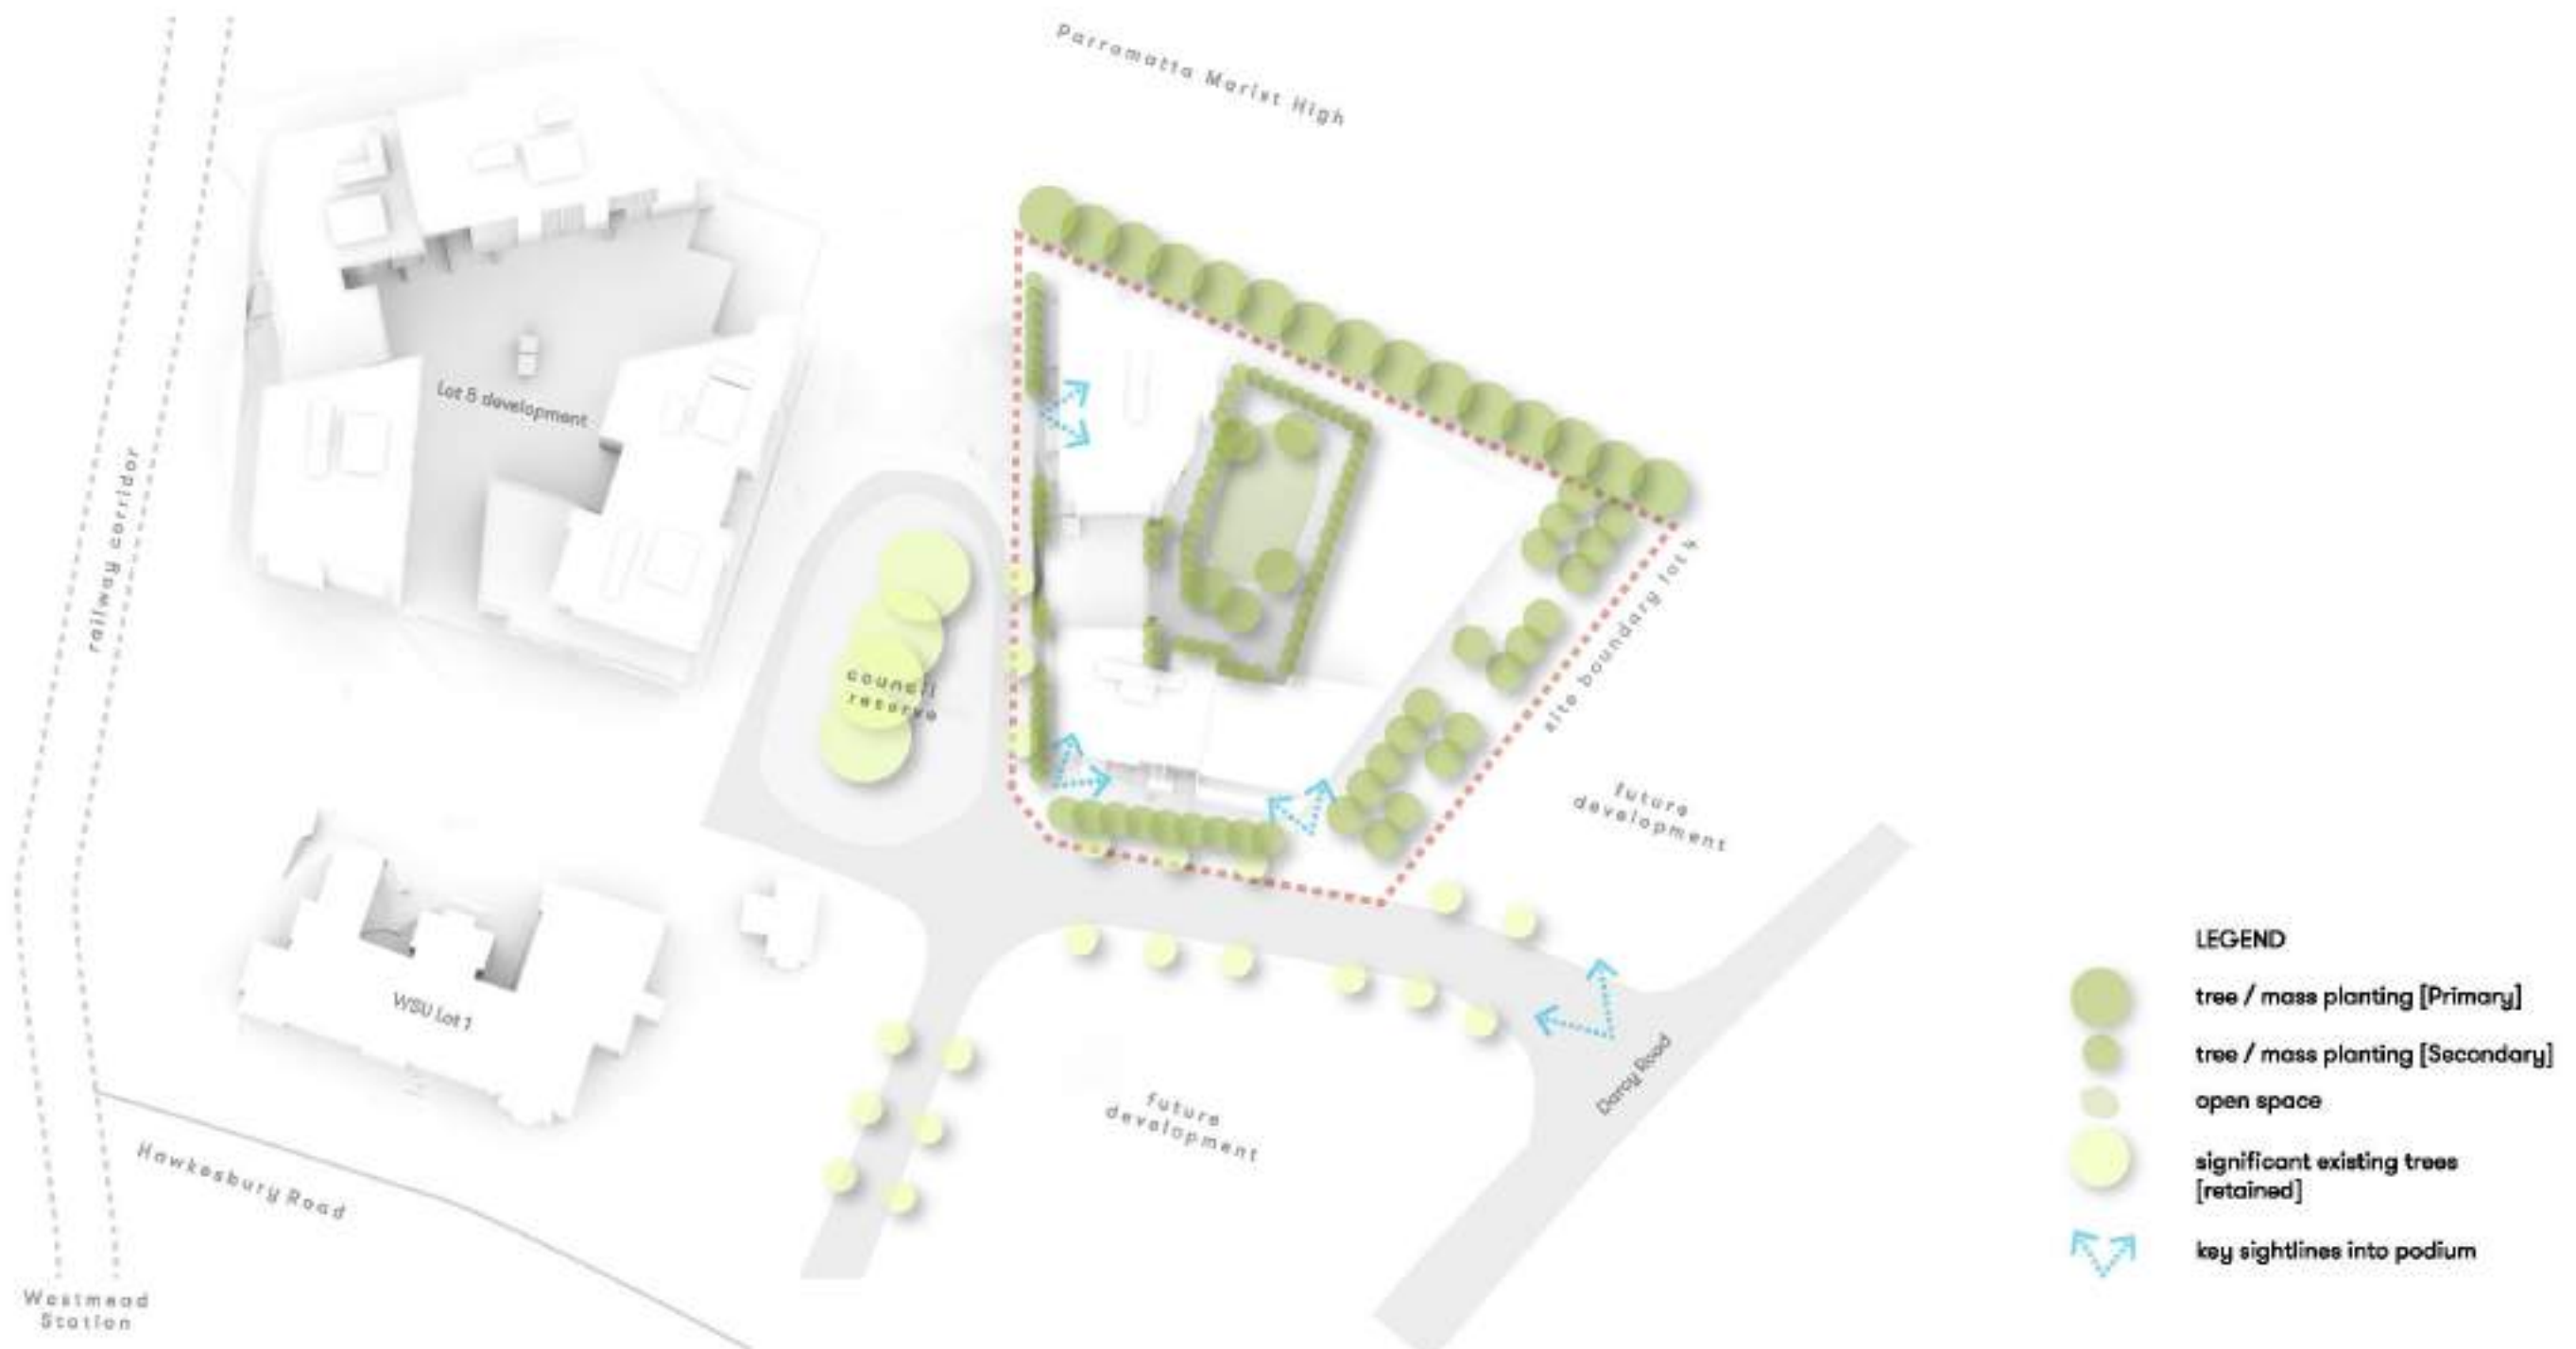 Parramatta Marist High
Lot 5 development
railway corridor
council
reserve
site boundary lot 4
future
development
WSU Lot 1
Darcy Road
future
development
Hawkesbury Road
Westmead
Station
LEGEND
tree / mass planting [Primary]
tree / mass planting [Secondary]
open space
significant existing trees
[retained]
key sightlines into podium